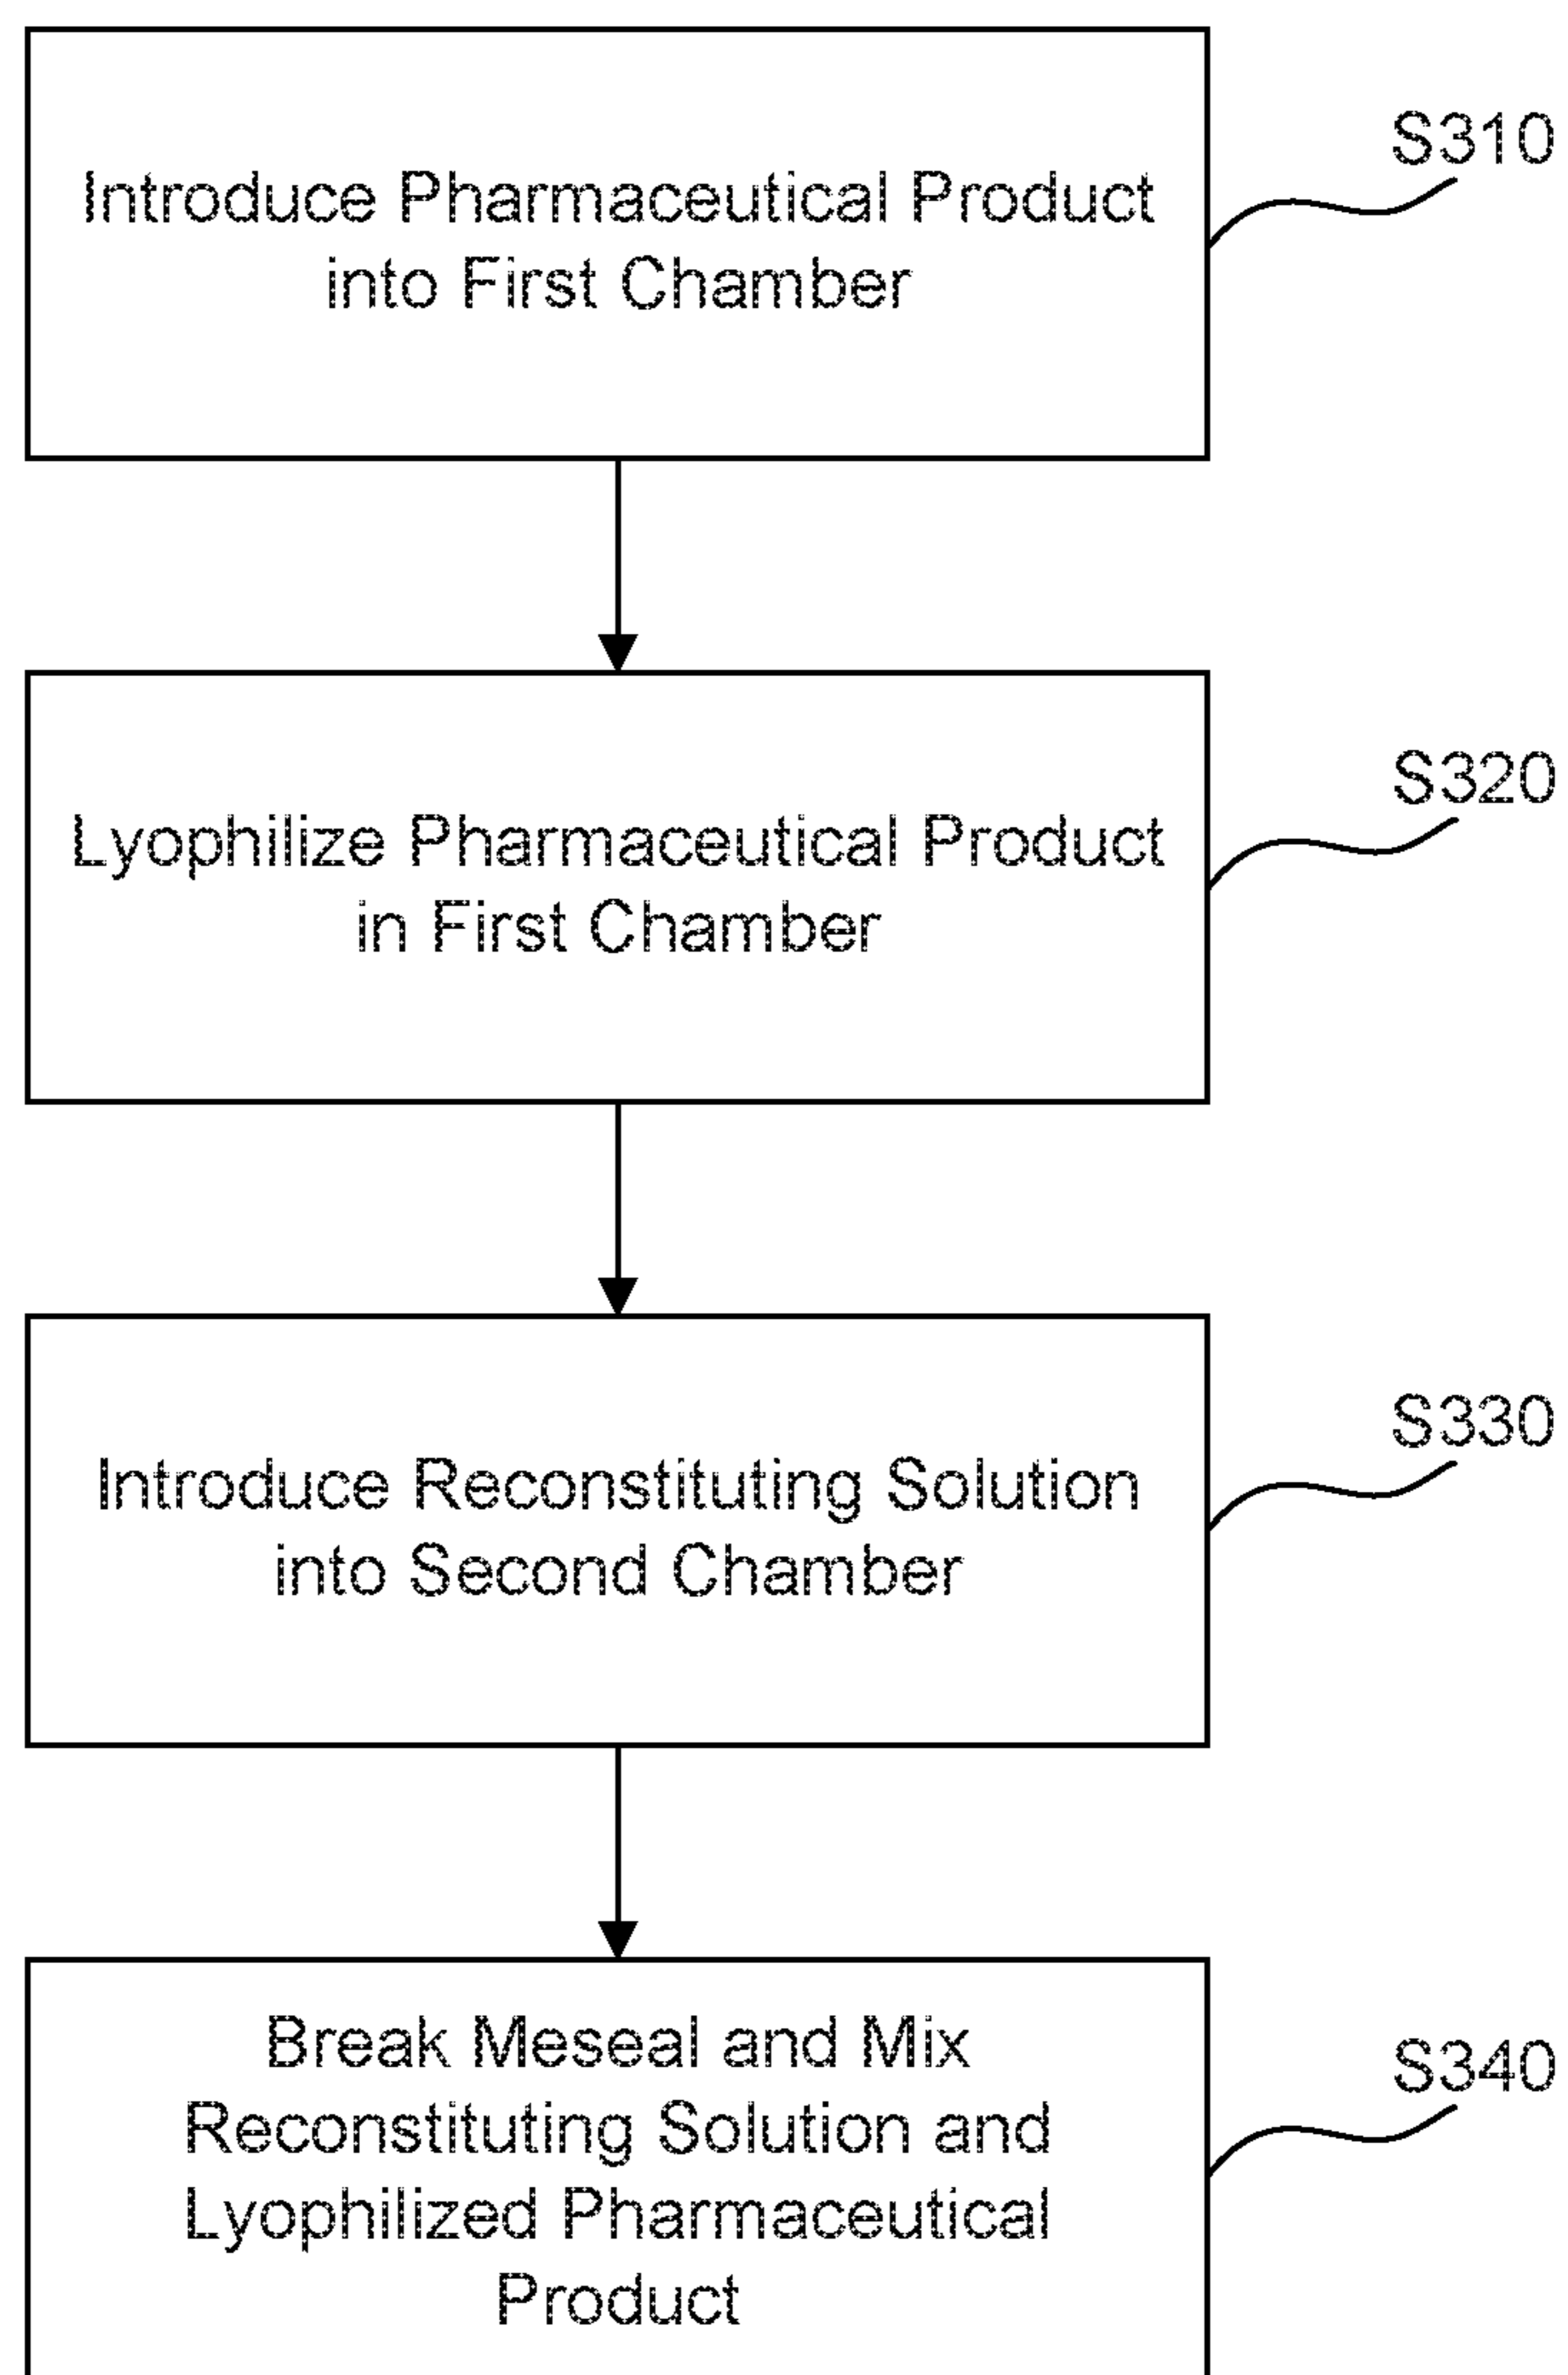 Introduce Pharmaceutical Product
into First Chamber
S310
Lyophilize Pharmaceutical Product
in First Chamber
S320
Introduce Reconstituting Solution
into Second Chamber
S330
Break Meseal and Mix
Reconstituting Solution and
Lyophilized Pharmaceutical
Product
S340